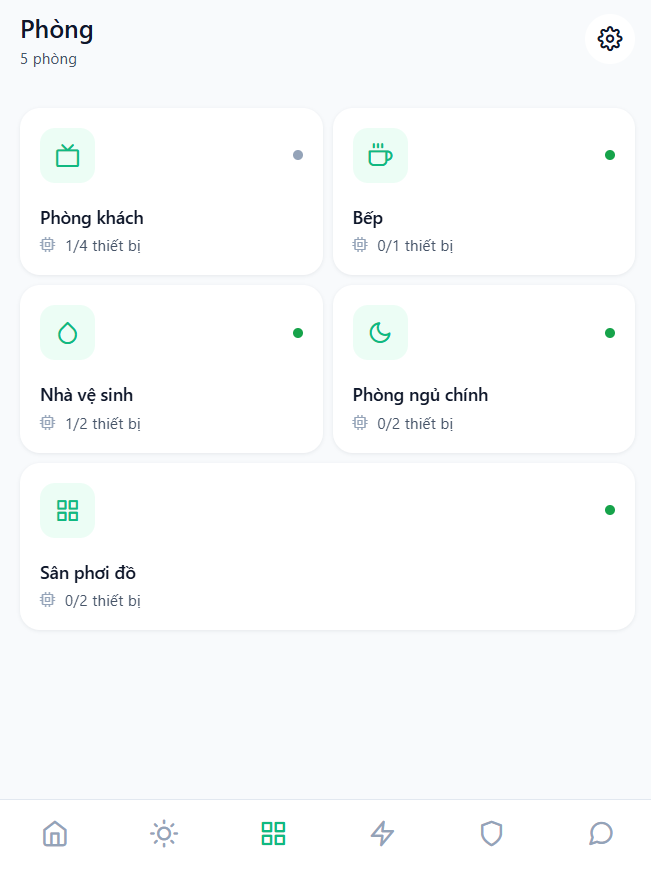 Phòng
5 phòng
Phòng khách
1/4 thiết bị
Bếp
0/1 thiết bị
Nhà vệ sinh
1/2 thiết bị
Phòng ngủ chính
0/2 thiết bị
Sân phơi đồ
0/2 thiết bị